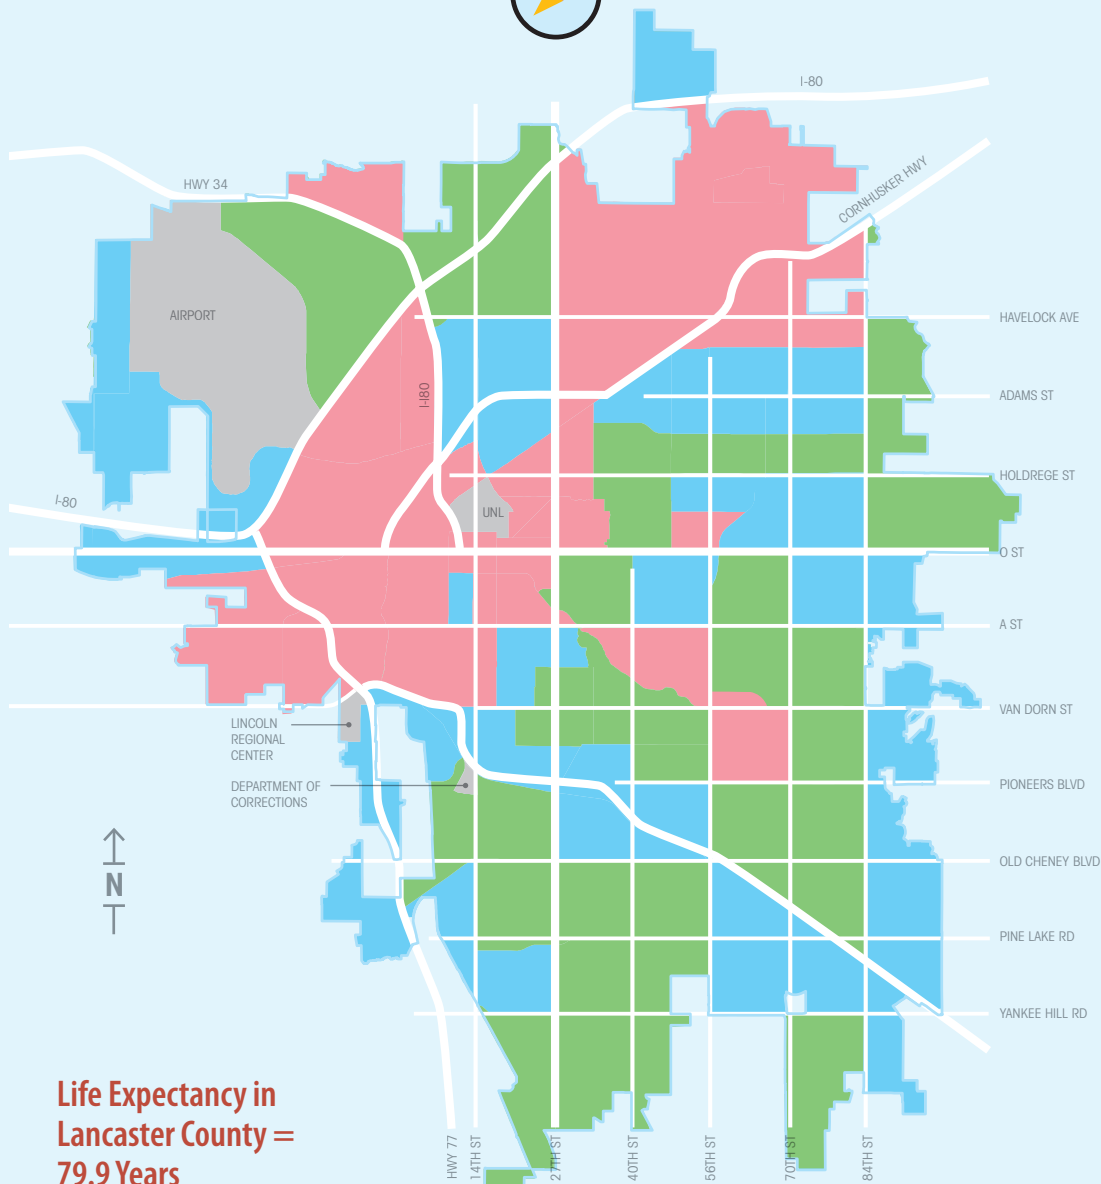 I-80
HWY 34
CORNHUSKER HWY
AIRPORT
HAVELOCK AVE
I-180
ADAMS ST
HOLDREGE ST
I-80
UNL
O ST
A ST
VAN DORN ST
LINCOLN
REGIONAL
CENTER
PIONEERS BLVD
DEPARTMENT OF
CORRECTIONS
OLD CHENEY BLVD
N
PINE LAKE RD
YANKEE HILL RD
Life Expectancy in
Lancaster County =
79.9 Years
HWY 77
14TH ST
27TH ST
40TH ST
56TH ST
70TH ST
84TH ST